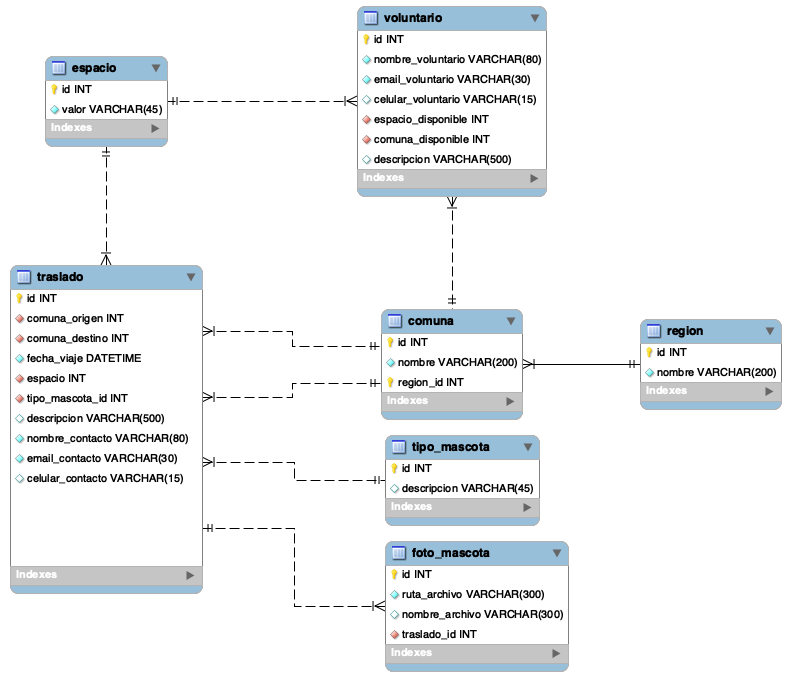 voluntario
id INT
nombre_voluntario VARCHAR(80)
email_voluntario VARCHAR(30)
celular_voluntario VARCHAR(15)
espacio_disponible INT
comuna_disponible INT
descripcion VARCHAR(500)
Indexes
espacio
id INT
valor VARCHAR(45)
Indexes
traslado
id INT
comuna_origen INT
comuna_destino INT
fecha_viaje DATETIME
espacio INT
tipo_mascota_id INT
descripcion VARCHAR(500)
nombre_contacto VARCHAR(80)
email_contacto VARCHAR(30)
celular_contacto VARCHAR(15)
Indexes
comuna
id INT
nombre VARCHAR(200)
region_id INT
Indexes
region
id INT
nombre VARCHAR(200)
Indexes
tipo_mascota
id INT
descripcion VARCHAR(45)
Indexes
foto_mascota
id INT
ruta_archivo VARCHAR(300)
nombre_archivo VARCHAR(300)
traslado_id INT
Indexes